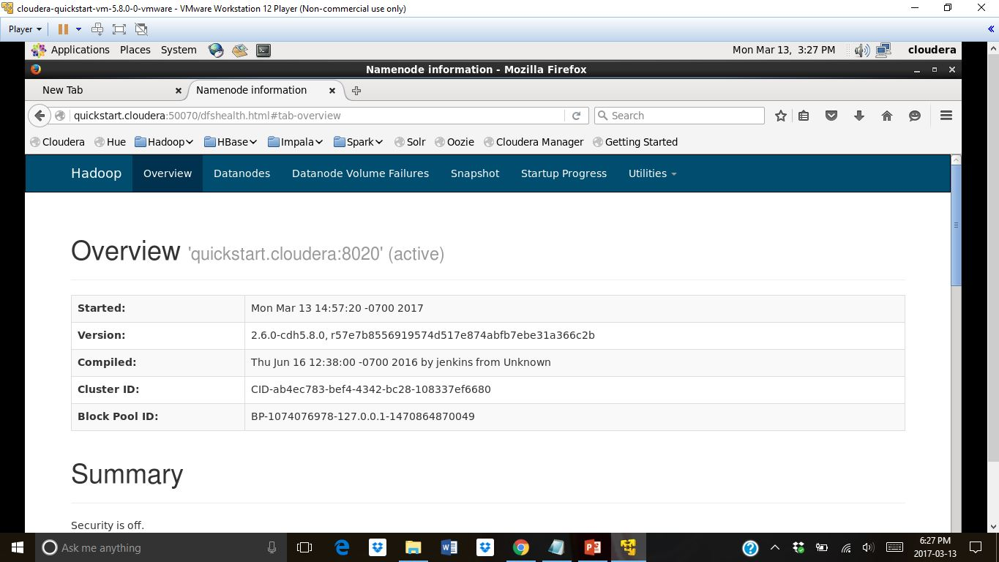 cloudera-quickstart-vm-5.8.0-0-vmware - VMware Workstation 12 Player (Non-commercial use only)
Player
Applications Places System Mon Mar 13, 3:27 PM cloudera
Namenode information - Mozilla Firefox
New Tab Namenode information
quickstart.cloudera:50070/dfshealth.html#tab-overview Search
Cloudera Hue Hadoop HBase Impala Spark Solr Oozie Cloudera Manager Getting Started
Hadoop Overview Datanodes Datanode Volume Failures Snapshot Startup Progress Utilities
Overview 'quickstart.cloudera:8020' (active)
Started: Mon Mar 13 14:57:20 -0700 2017
Version: 2.6.0-cdh5.8.0, r57e7b8556919574d517e874abfb7ebe31a366c2b
Compiled: Thu Jun 16 12:38:00 -0700 2016 by jenkins from Unknown
Cluster ID: CID-ab4ec783-bef4-4342-bc28-108337ef6680
Block Pool ID: BP-1074076978-127.0.0.1-1470864870049
Summary
Security is off.
Ask me anything
6:27 PM
2017-03-13